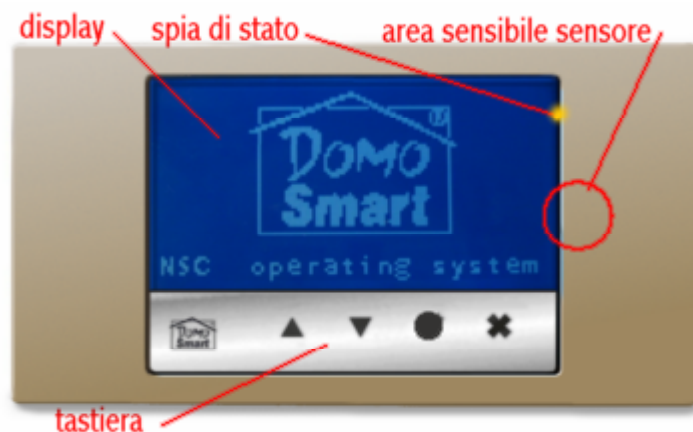 display
spia di stato
area sensibile sensore
DOMO
Smart
NSC operating system
DOMO
Smart
tastiera